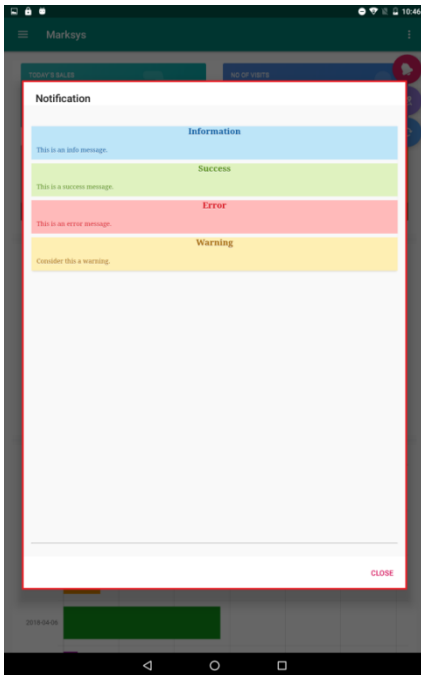 10:46
Marksys
TODAY'S SALES
NO OF VISITS
Notification
Information
This is an info message.
Success
This is a success message.
Error
This is an error message.
Warning
Consider this a warning.
CLOSE
2018-04-06